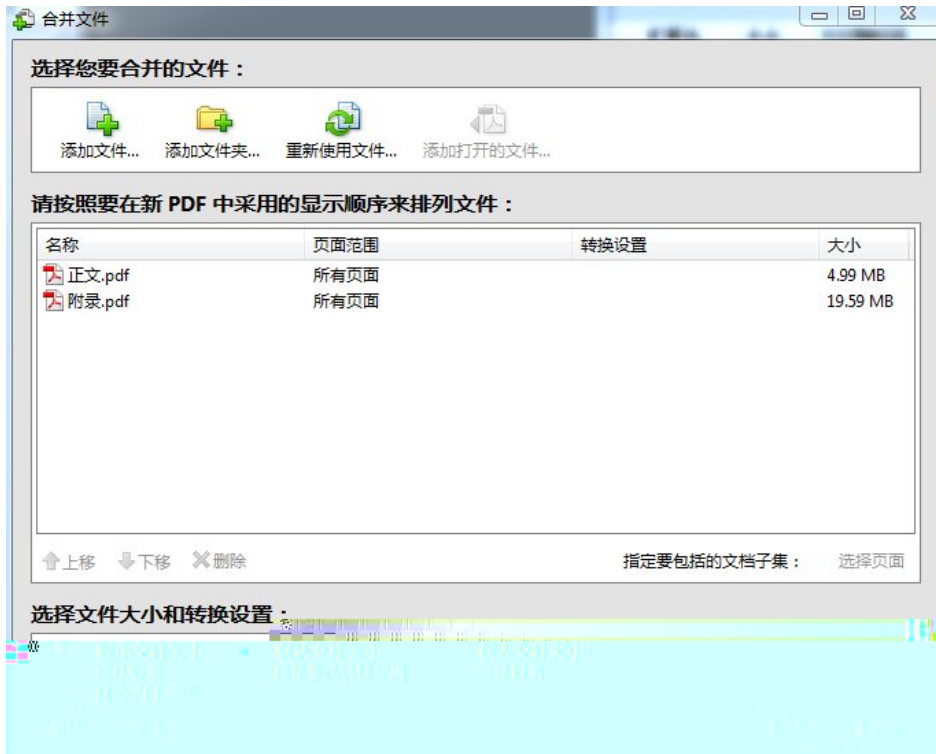 合并文件
选择您要合并的文件：
添加文件... 添加文件夹... 重新使用文件... 添加打开的文件...
请按照要在新 PDF 中采用的显示顺序来排列文件：
名称 页面范围 转换设置 大小
正文.pdf 所有页面 4.99 MB
附录.pdf 所有页面 19.59 MB
上移 下移 删除 指定要包括的文档子集： 选择页面
选择文件大小和转换设置：